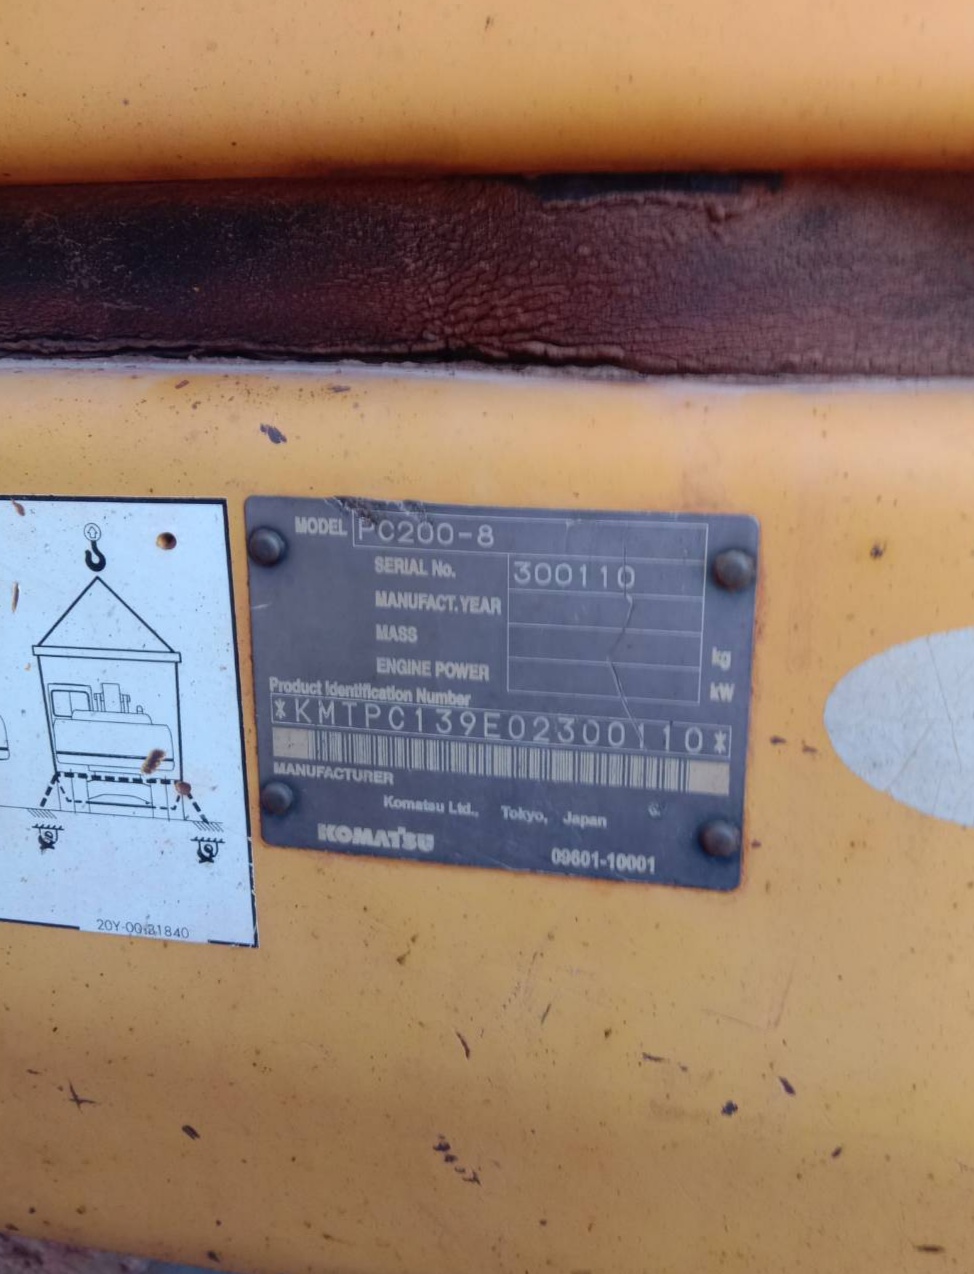 MODEL PC200-8
SERIAL No. 300110
MANUFACT. YEAR
MASS kg
ENGINE POWER kW
Product Identification Number
*KMTPC139E02300110*
MANUFACTURER
Komatsu Ltd., Tokyo, Japan
KOMATSU 09601-10001